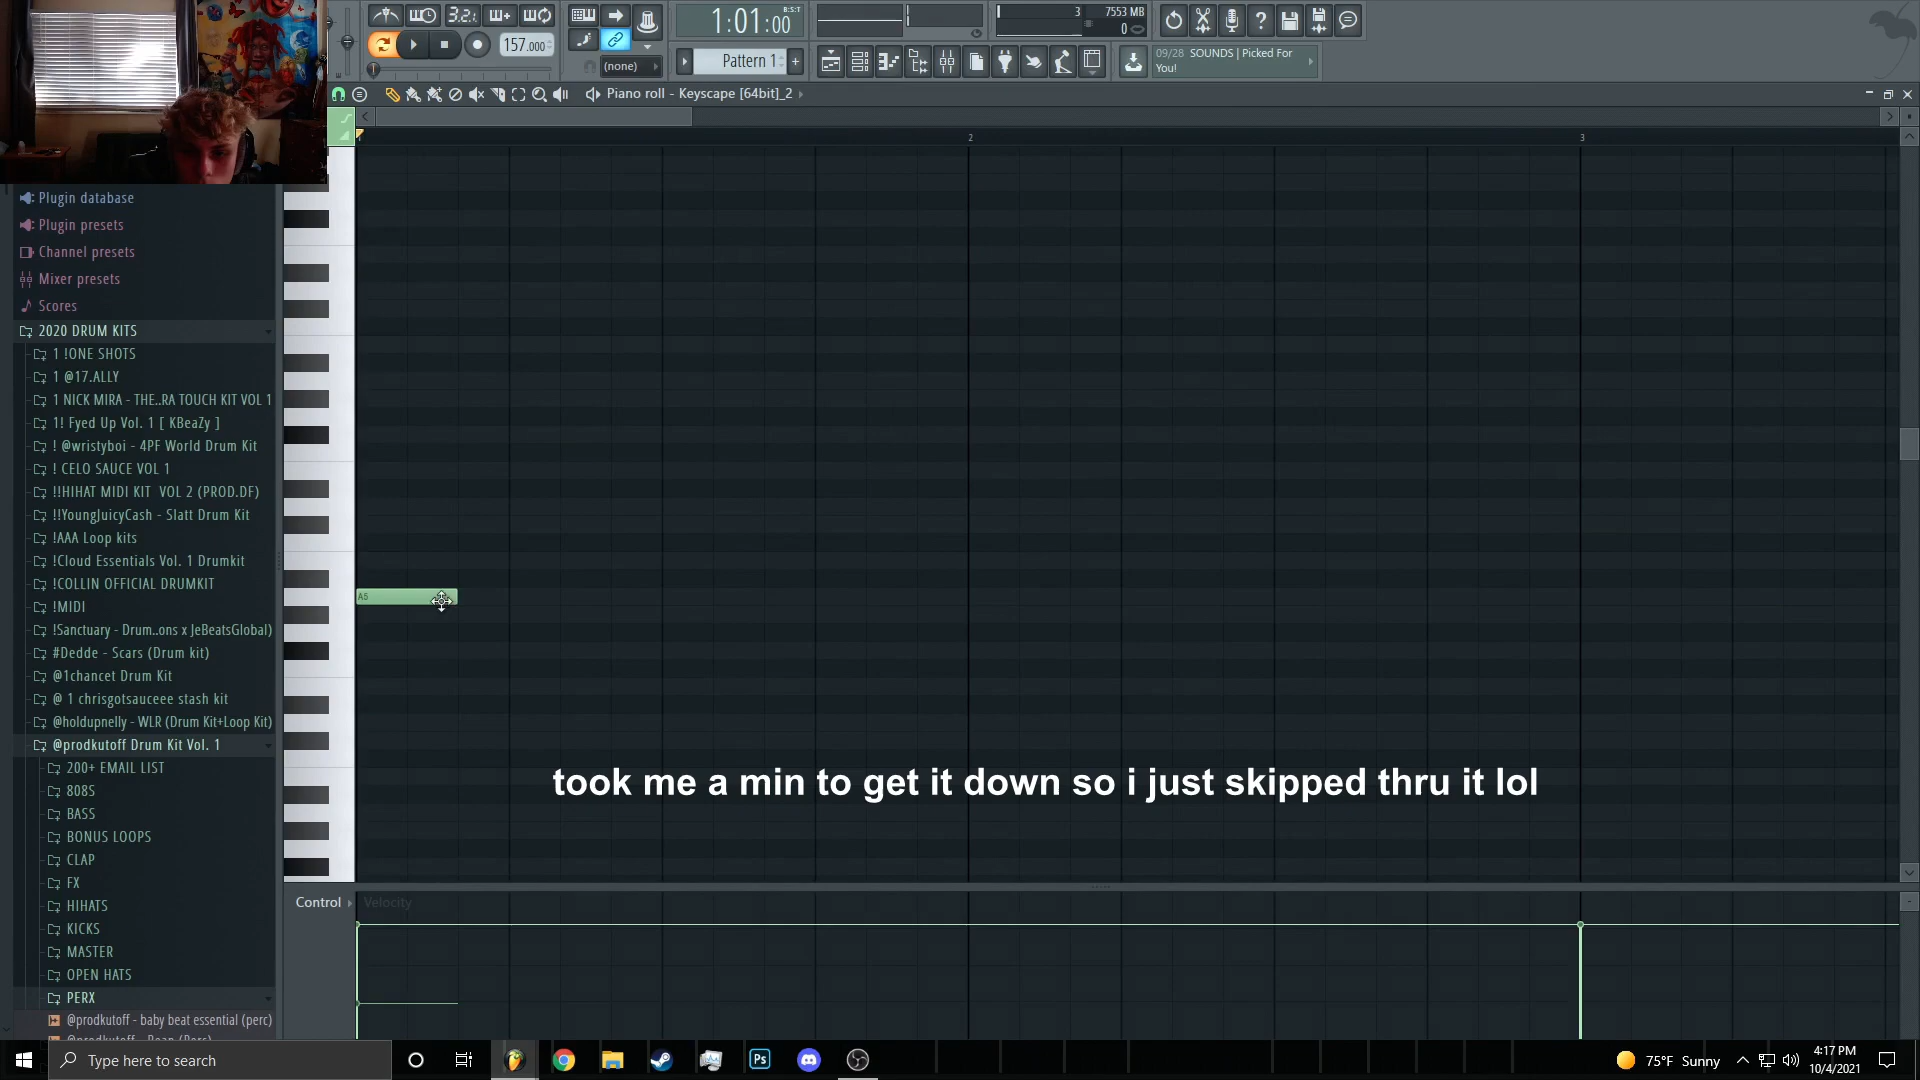 3.2:
157.000
(none)
1:01:00
B:S:T
Pattern 1
+
3
7553 MB
0
09/28 SOUNDS | Picked For
You!
Piano roll - Keyscape [64bit]_2
2
3
Plugin database
Plugin presets
Channel presets
Mixer presets
Scores
2020 DRUM KITS
1 !ONE SHOTS
1 @17.ALLY
1 NICK MIRA - THE..RA TOUCH KIT VOL 1
1! Fyed Up Vol. 1 [ KBeaZy ]
! @wristyboi - 4PF World Drum Kit
! CELO SAUCE VOL 1
!!HIHAT MIDI KIT VOL 2 (PROD.DF)
!!YoungJuicyCash - Slatt Drum Kit
!AAA Loop kits
!Cloud Essentials Vol. 1 Drumkit
!COLLIN OFFICIAL DRUMKIT
!MIDI
!Sanctuary - Drum..ons x JeBeatsGlobal)
#Dedde - Scars (Drum kit)
@1chancet Drum Kit
@ 1 chrisgotsauceee stash kit
@holdupnelly - WLR (Drum Kit+Loop Kit)
@prodkutoff Drum Kit Vol. 1
200+ EMAIL LIST
808S
BASS
BONUS LOOPS
CLAP
FX
HIHATS
KICKS
MASTER
OPEN HATS
PERX
@prodkutoff - baby beat essential (perc)
A5
took me a min to get it down so i just skipped thru it lol
Control
Velocity
Type here to search
75°F Sunny
4:17 PM
10/4/2021